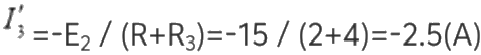 I′₃ =-E₂ / (R+R₃)=-15 / (2+4)=-2.5(A)